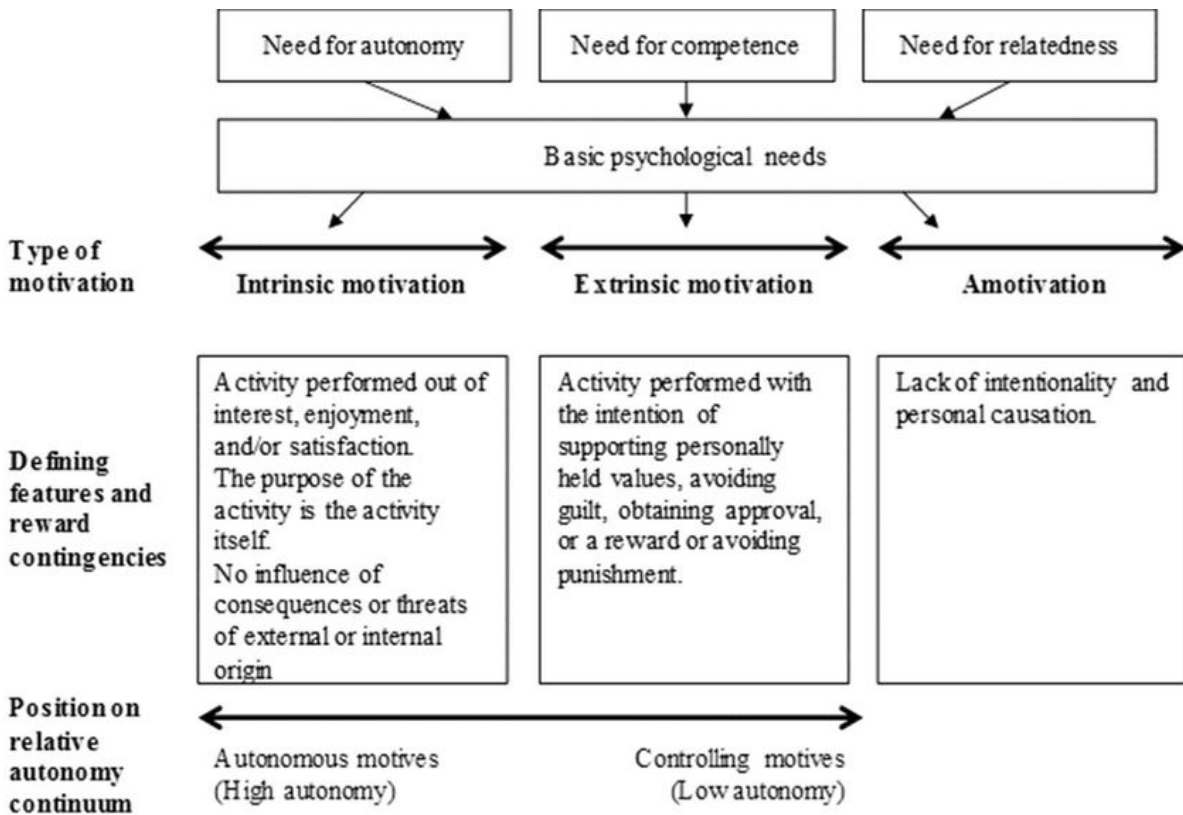 Need for autonomy
Need for competence
Need for relatedness
Basic psychological needs
Type of
motivation
Intrinsic motivation
Extrinsic motivation
Amotivation
Defining
features and
reward
contingencies
Activity performed out of
interest, enjoyment,
and/or satisfaction.
The purpose of the
activity is the activity
itself.
No influence of
consequences or threats
of external or internal
origin
Activity performed with
the intention of
supporting personally
held values, avoiding
guilt, obtaining approval,
or a reward or avoiding
punishment.
Lack of intentionality and
personal causation.
Position on
relative
autonomy
continuum
Autonomous motives
(High autonomy)
Controlling motives
(Low autonomy)